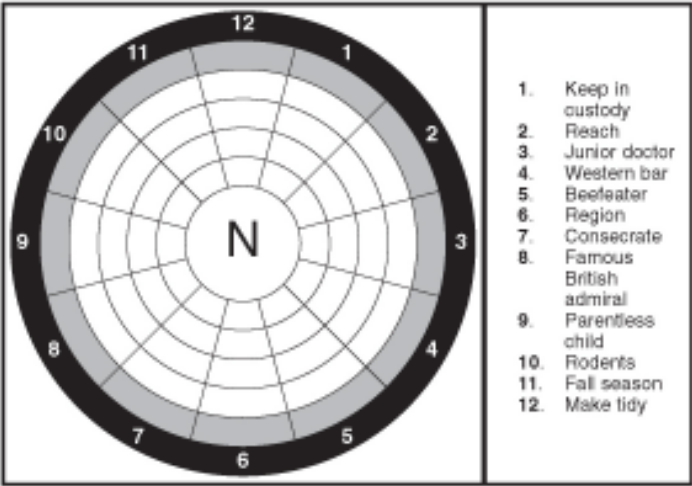 12
11
1
10
2
N
9
3
8
4
7
5
6
1. Keep in
custody
2. Reach
3. Junior doctor
4. Western bar
5. Beefeater
6. Region
7. Consecrate
8. Famous
British
admiral
9. Parentless
child
10. Rodents
11. Fall season
12. Make tidy